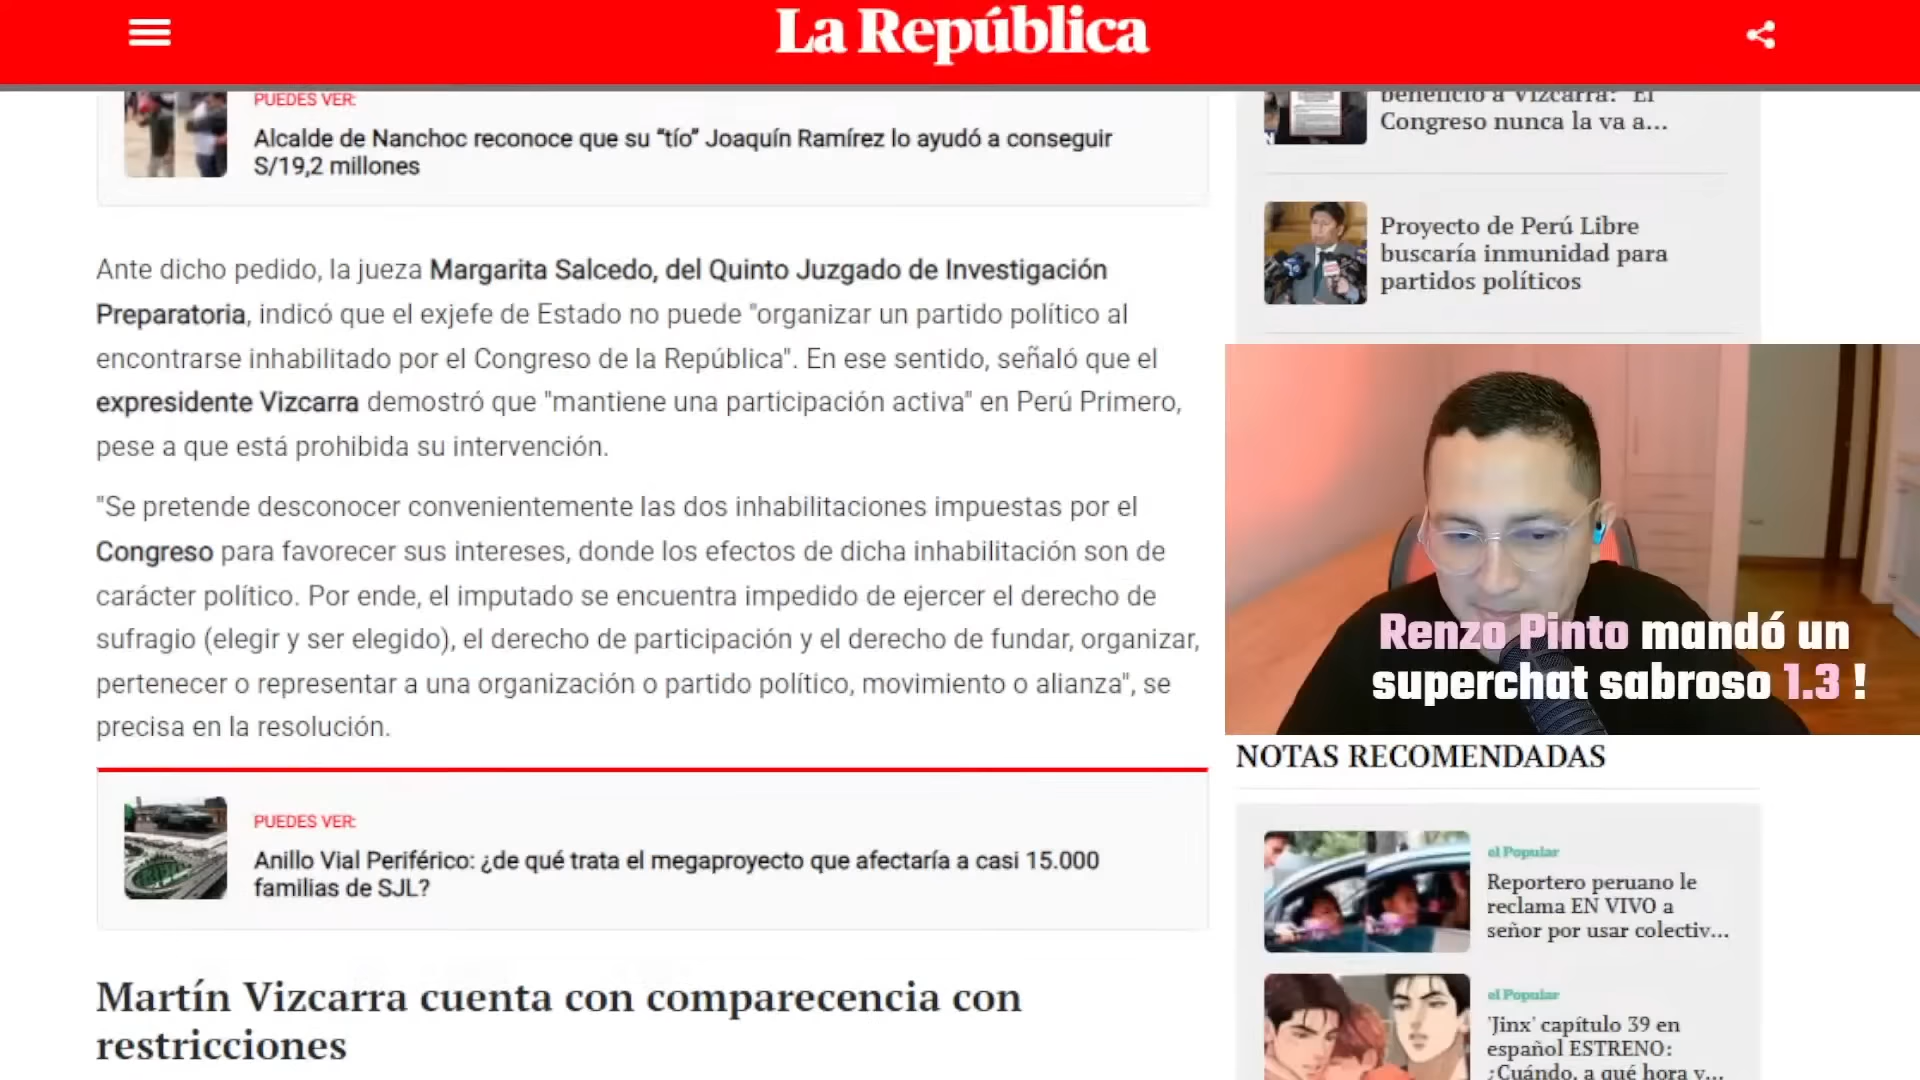 La República
PUEDES VER:
Alcalde de Nanchoc reconoce que su “tío” Joaquín Ramírez lo ayudó a conseguir
S/19,2 millones
Ante dicho pedido, la jueza Margarita Salcedo, del Quinto Juzgado de Investigación
Preparatoria, indicó que el exjefe de Estado no puede "organizar un partido político al
encontrarse inhabilitado por el Congreso de la República". En ese sentido, señaló que el
expresidente Vizcarra demostró que "mantiene una participación activa" en Perú Primero,
pese a que está prohibida su intervención.
"Se pretende desconocer convenientemente las dos inhabilitaciones impuestas por el
Congreso para favorecer sus intereses, donde los efectos de dicha inhabilitación son de
carácter político. Por ende, el imputado se encuentra impedido de ejercer el derecho de
sufragio (elegir y ser elegido), el derecho de participación y el derecho de fundar, organizar,
pertenecer o representar a una organización o partido político, movimiento o alianza", se
precisa en la resolución.
PUEDES VER:
Anillo Vial Periférico: ¿de qué trata el megaproyecto que afectaría a casi 15.000
familias de SJL?
Martín Vizcarra cuenta con comparecencia con
restricciones
beneficio a Vizcarra: "El
Congreso nunca la va a...
Proyecto de Perú Libre
buscaría inmunidad para
partidos políticos
Renzo Pinto mandó un
superchat sabroso 1.3 !
NOTAS RECOMENDADAS
el Popular
Reportero peruano le
reclama EN VIVO a
señor por usar colectiv...
el Popular
'Jinx' capítulo 39 en
español ESTRENO:
¿Cuándo, a qué hora y...